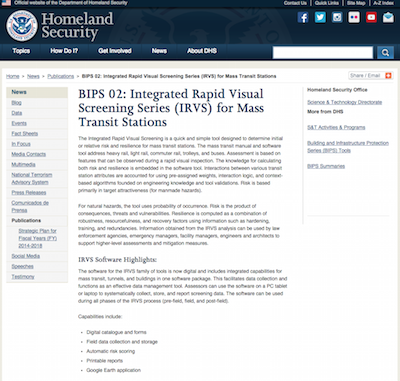 Official website of the Department of Homeland Security
Contact Us Quick Links Site Map A-Z Index
Homeland
Security
Topics How Do I? Get Involved News About DHS
Home » News » Publications » BIPS 02: Integrated Rapid Visual Screening Series (IRVS) for Mass Transit Stations
Share / Email
News
Blog
Data
Events
Fact Sheets
In Focus
Media Contacts
Multimedia
National Terrorism
Advisory System
Press Releases
Comunicados de
Prensa
Publications
Strategic Plan for
Fiscal Years (FY)
2014-2018
Social Media
Speeches
Testimony
BIPS 02: Integrated Rapid Visual
Screening Series (IRVS) for Mass
Transit Stations
The Integrated Rapid Visual Screening is a quick and simple tool designed to determine initial
or relative risk and resilience for mass transit stations. The mass transit manual and software
tool address heavy rail, light rail, commuter rail, trolleys, and buses. Assessment is based on
features that can be observed during a rapid visual inspection. The knowledge for calculating
both risk and resilience is embedded in the software tool. Interactions between various transit
station attributes are accounted for using pre-assigned weights, interaction logic, and context-
based algorithms founded on engineering knowledge and tool validations. Risk is based
primarily in target attractiveness (for manmade hazards).
For natural hazards, the tool uses probability of occurrence. Risk is the product of
consequences, threats and vulnerabilities. Resilience is computed as a combination of
robustness, resourcefulness, and recovery factors using information such as hardening,
training, and redundancies. Information obtained from the IRVS analysis can be used by law
enforcement agencies, emergency managers, facility managers, engineers and architects to
support higher-level assessments and mitigation measures.
IRVS Software Highlights:
The software for the IRVS family of tools is now digital and includes integrated capabilities for
mass transit, tunnels, and buildings in one software package. This facilitates data collection and
functions as an effective data management tool. Assessors can use the software on a PC tablet
or laptop to systematically collect, store, and report screening data. The software can be used
during all phases of the IRVS process (pre-field, field, and post-field).
Capabilities include:
Digital catalogue and forms
Field data collection and storage
Automatic risk scoring
Printable reports
Google Earth application
Homeland Security Office
Science & Technology Directorate
More from DHS
S&T Activities & Programs
Building and Infrastructure Protection
Series (BIPS) Tools
BIPS Summaries